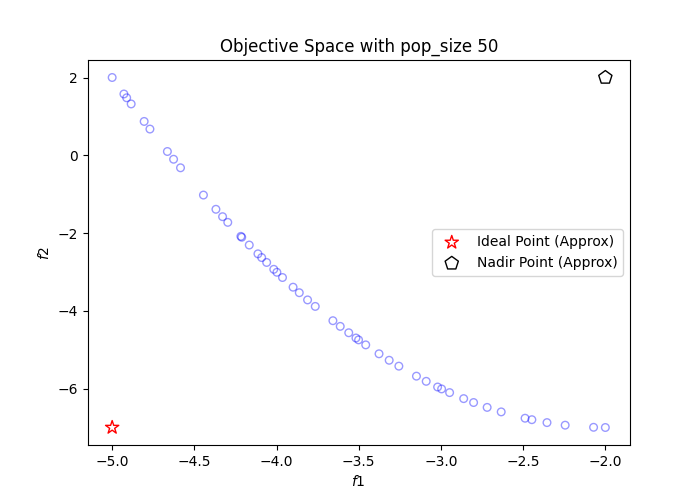 Objective Space with pop_size 50
2
0
−2
−4
−6
f2
Ideal Point (Approx)
Nadir Point (Approx)
−5.0 −4.5 −4.0 −3.5 −3.0 −2.5 −2.0
f1